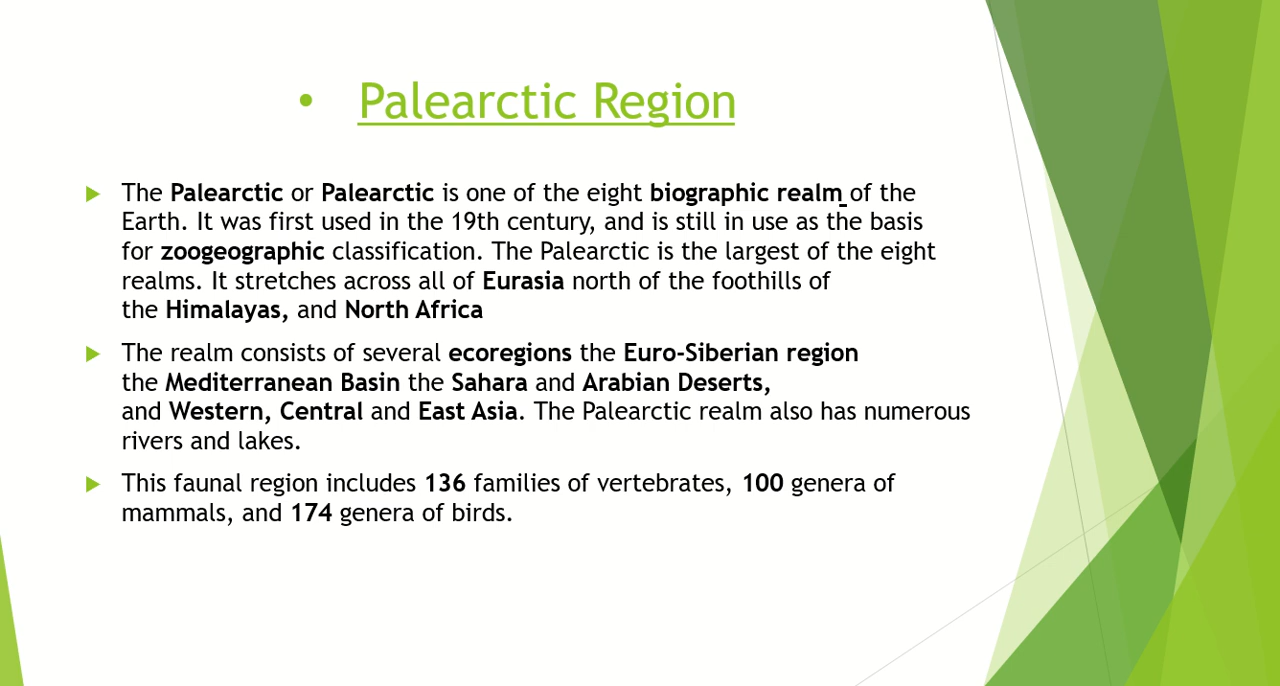 • Palearctic Region
The Palearctic or Palearctic is one of the eight biographic realm of the
Earth. It was first used in the 19th century, and is still in use as the basis
for zoogeographic classification. The Palearctic is the largest of the eight
realms. It stretches across all of Eurasia north of the foothills of
the Himalayas, and North Africa
The realm consists of several ecoregions the Euro-Siberian region
the Mediterranean Basin the Sahara and Arabian Deserts,
and Western, Central and East Asia. The Palearctic realm also has numerous
rivers and lakes.
This faunal region includes 136 families of vertebrates, 100 genera of
mammals, and 174 genera of birds.